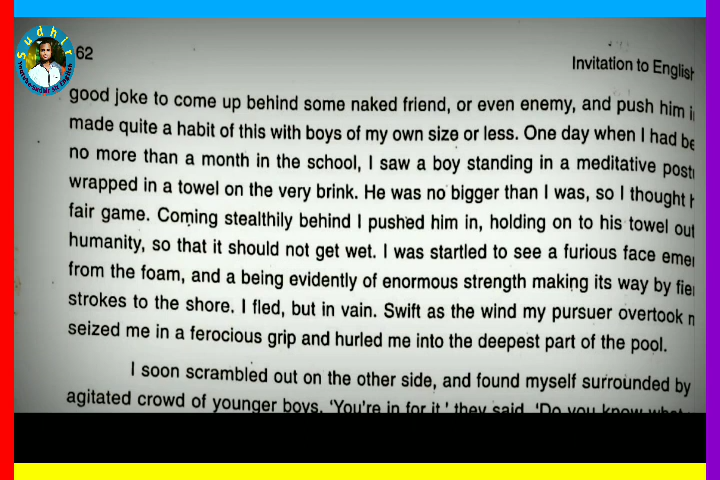 Sudhir
62
Invitation to English
good joke to come up behind some naked friend, or even enemy, and push him i
made quite a habit of this with boys of my own size or less. One day when I had be
no more than a month in the school, I saw a boy standing in a meditative post
wrapped in a towel on the very brink. He was no bigger than I was, so I thought h
fair game. Coming stealthily behind I pushed him in, holding on to his towel out
humanity, so that it should not get wet. I was startled to see a furious face emer
from the foam, and a being evidently of enormous strength making its way by fier
strokes to the shore. I fled, but in vain. Swift as the wind my pursuer overtook m
seized me in a ferocious grip and hurled me into the deepest part of the pool.
I soon scrambled out on the other side, and found myself surrounded by
agitated crowd of younger boys. 'You're in for it,' they said. 'Do you know what